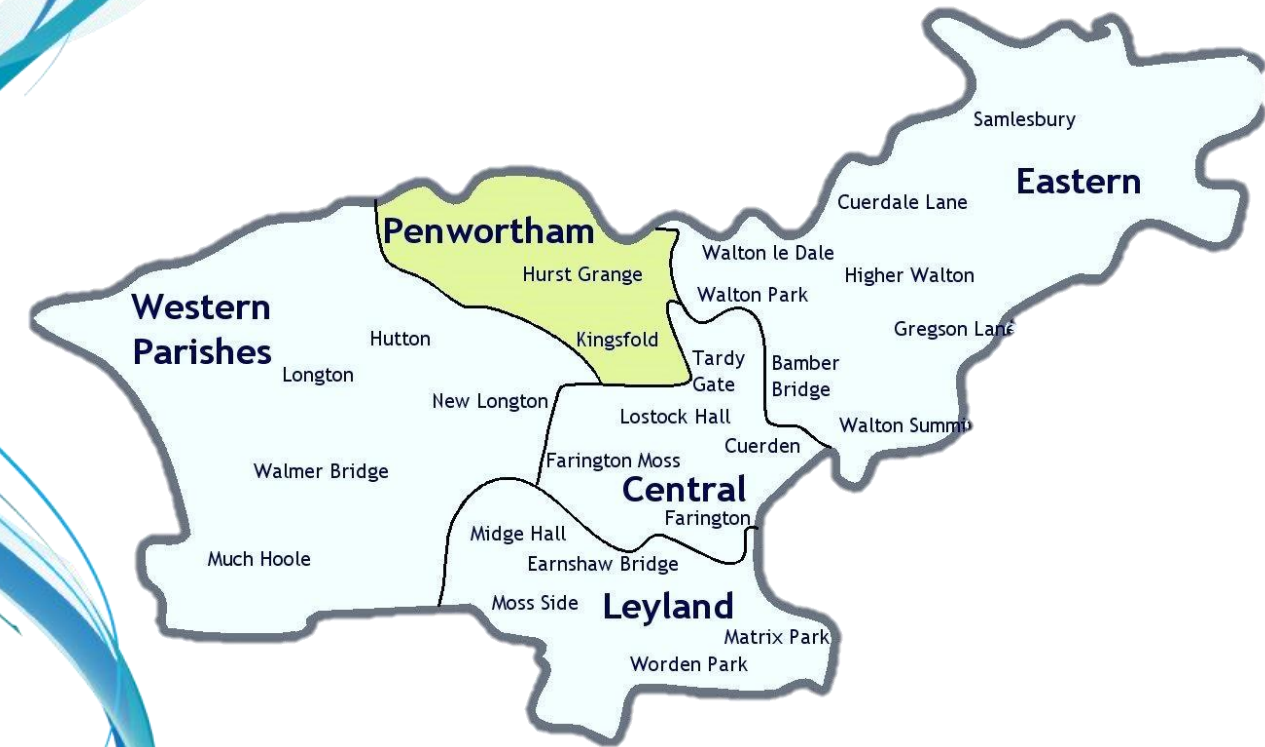 Samlesbury
Eastern
Cuerdale Lane
Penwortham
Walton le Dale
Hurst Grange
Higher Walton
Walton Park
Western
Parishes
Gregson Lane
Hutton
Kingsfold
Tardy
Gate
Bamber
Bridge
Longton
New Longton
Lostock Hall
Walton Summi
Cuerden
Farington Moss
Walmer Bridge
Central
Farington
Midge Hall
Much Hoole
Earnshaw Bridge
Moss Side
Leyland
Matrix Park
Worden Park